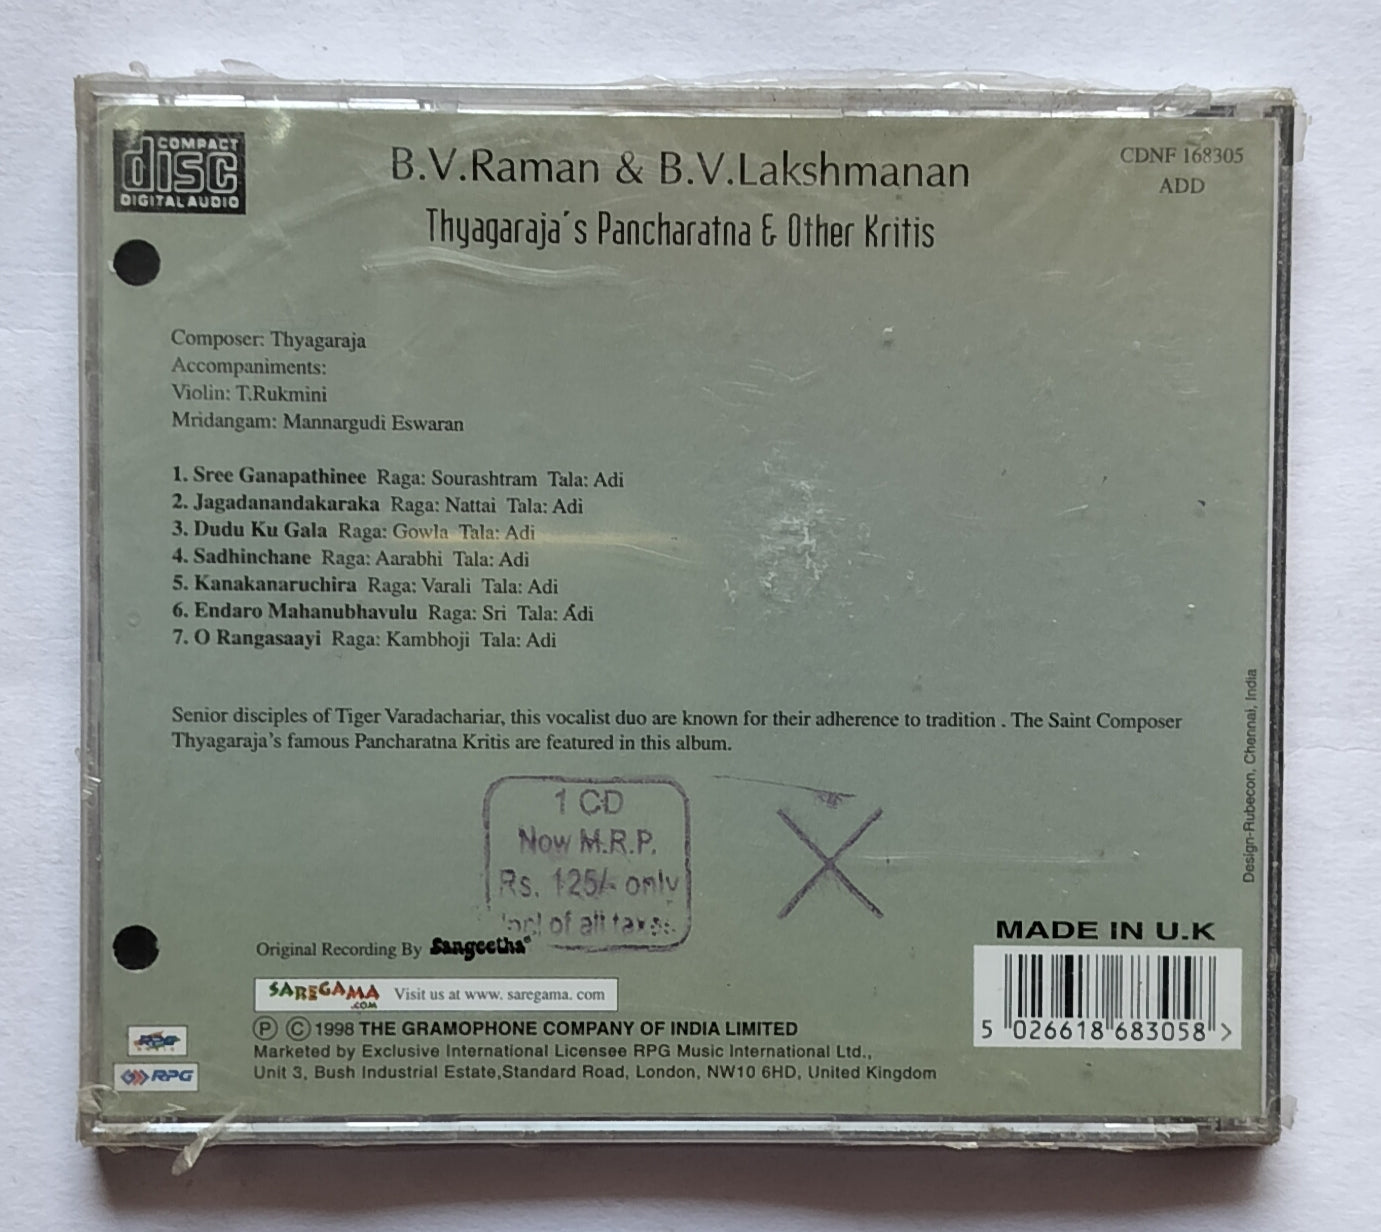 COMPACT
disc
DIGITAL AUDIO
B.V.Raman & B.V.Lakshmanan
Thyagaraja´s Pancharatna & Other Kritis
CDNF 168305
ADD
Composer: Thyagaraja
Accompaniments:
Violin: T.Rukmini
Mridangam: Mannargudi Eswaran
1. Sree Ganapathinee Raga: Sourashtram Tala: Adi
2. Jagadanandakaraka Raga: Nattai Tala: Adi
3. Dudu Ku Gala Raga: Gowla Tala: Adi
4. Sadhinchane Raga: Aarabhi Tala: Adi
5. Kanakanaruchira Raga: Varali Tala: Adi
6. Endaro Mahanubhavulu Raga: Sri Tala: Adi
7. O Rangasaayi Raga: Kambhoji Tala: Adi
Senior disciples of Tiger Varadachariar, this vocalist duo are known for their adherence to tradition . The Saint Composer
Thyagaraja's famous Pancharatna Kritis are featured in this album.
1 CD
Now M.R.P.
Rs. 125/- only
Incl of all taxes.
Design-Rubecon, Chennai, India
Original Recording By Sangeetha®
MADE IN U.K
5 026618 683058 >
SAREGAMA.COM Visit us at www. saregama. com
Ⓟ Ⓒ 1998 THE GRAMOPHONE COMPANY OF INDIA LIMITED
Marketed by Exclusive International Licensee RPG Music International Ltd.,
Unit 3, Bush Industrial Estate,Standard Road, London, NW10 6HD, United Kingdom
RPG
RPG